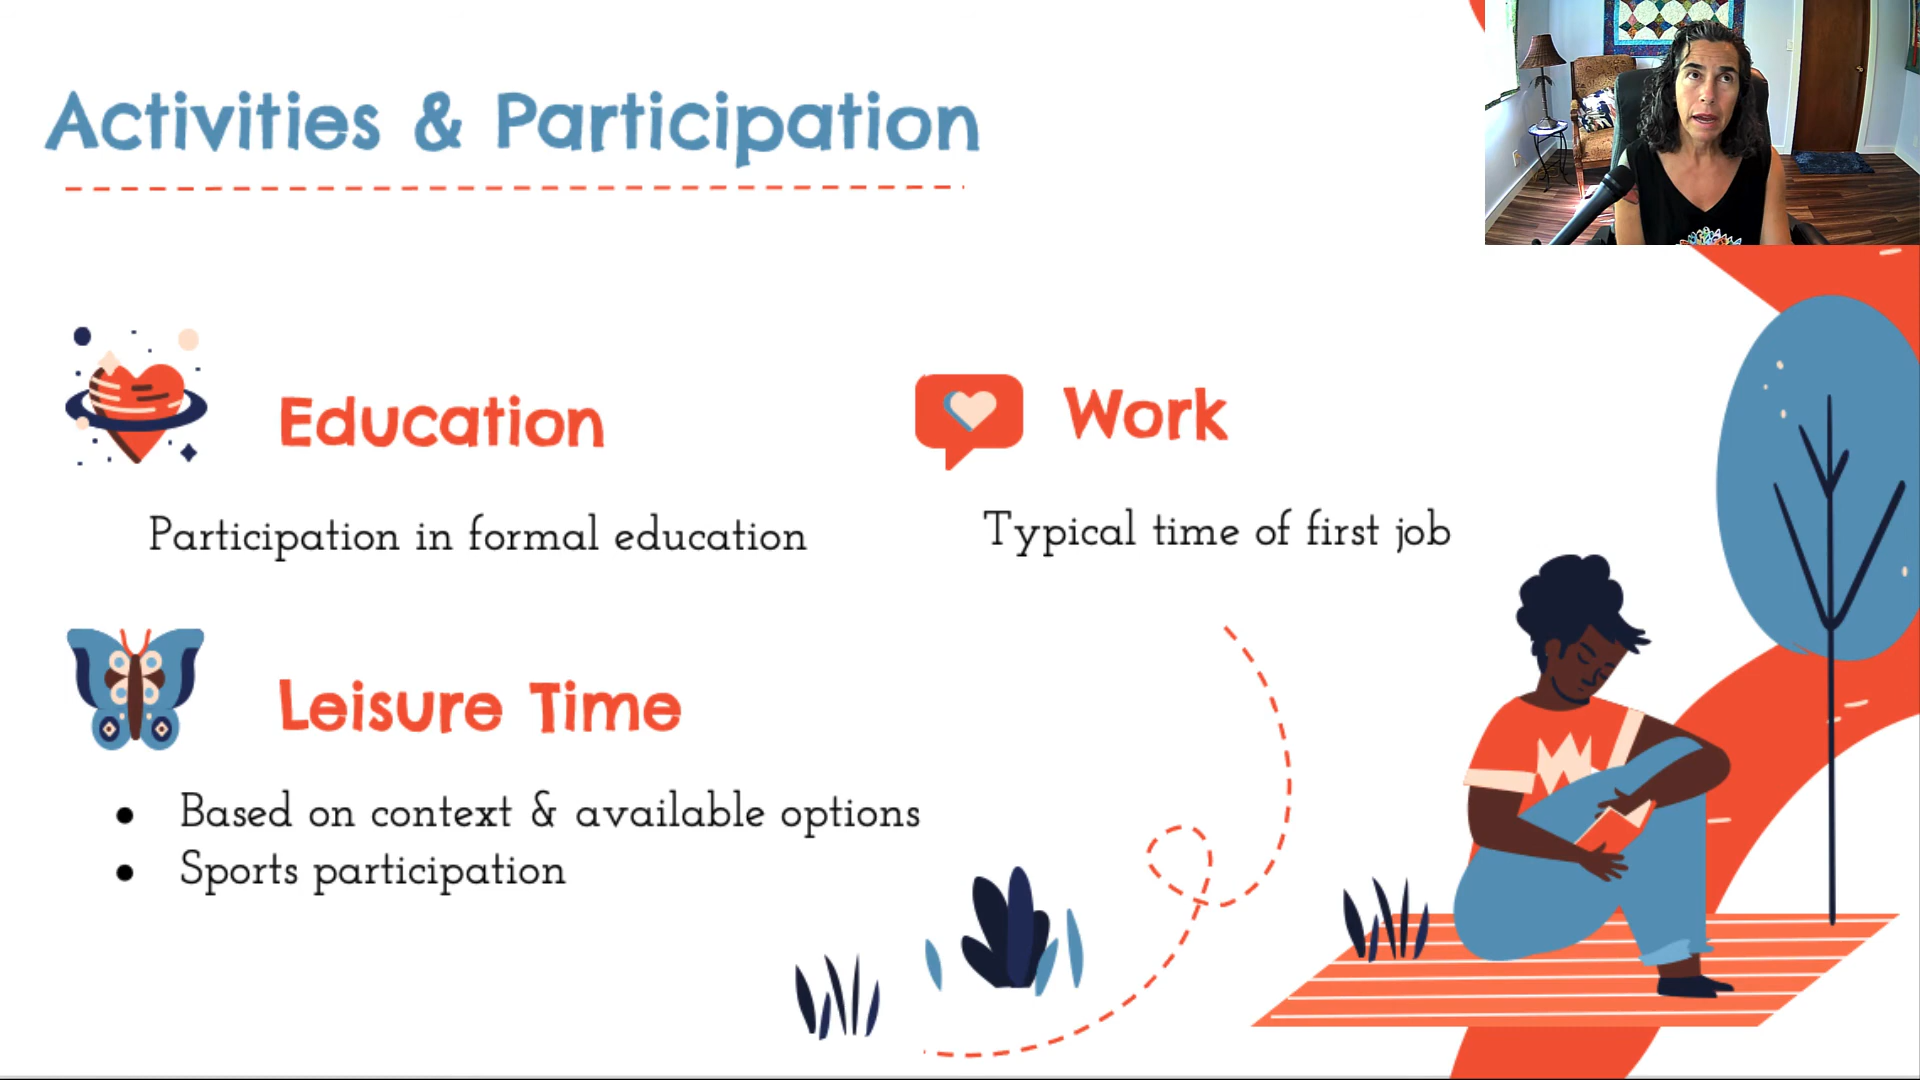 Activities & Participation
Education
Participation in formal education
Work
Typical time of first job
Leisure Time
● Based on context & available options
● Sports participation